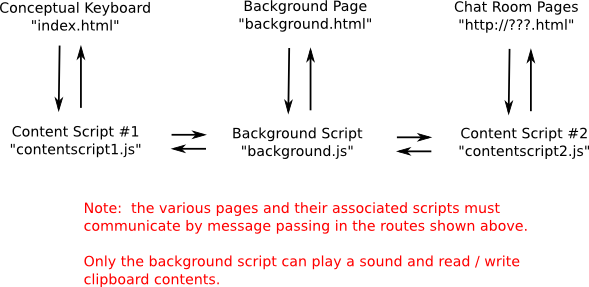 Conceptual Keyboard
"index.html"
Background Page
"background.html"
Chat Room Pages
"http://???.html"
Content Script #1
"contentscript1.js"
Background Script
"background.js"
Content Script #2
"contentscript2.js"
Note:  the various pages and their associated scripts must
communicate by message passing in the routes shown above.
Only the background script can play a sound and read / write
clipboard contents.